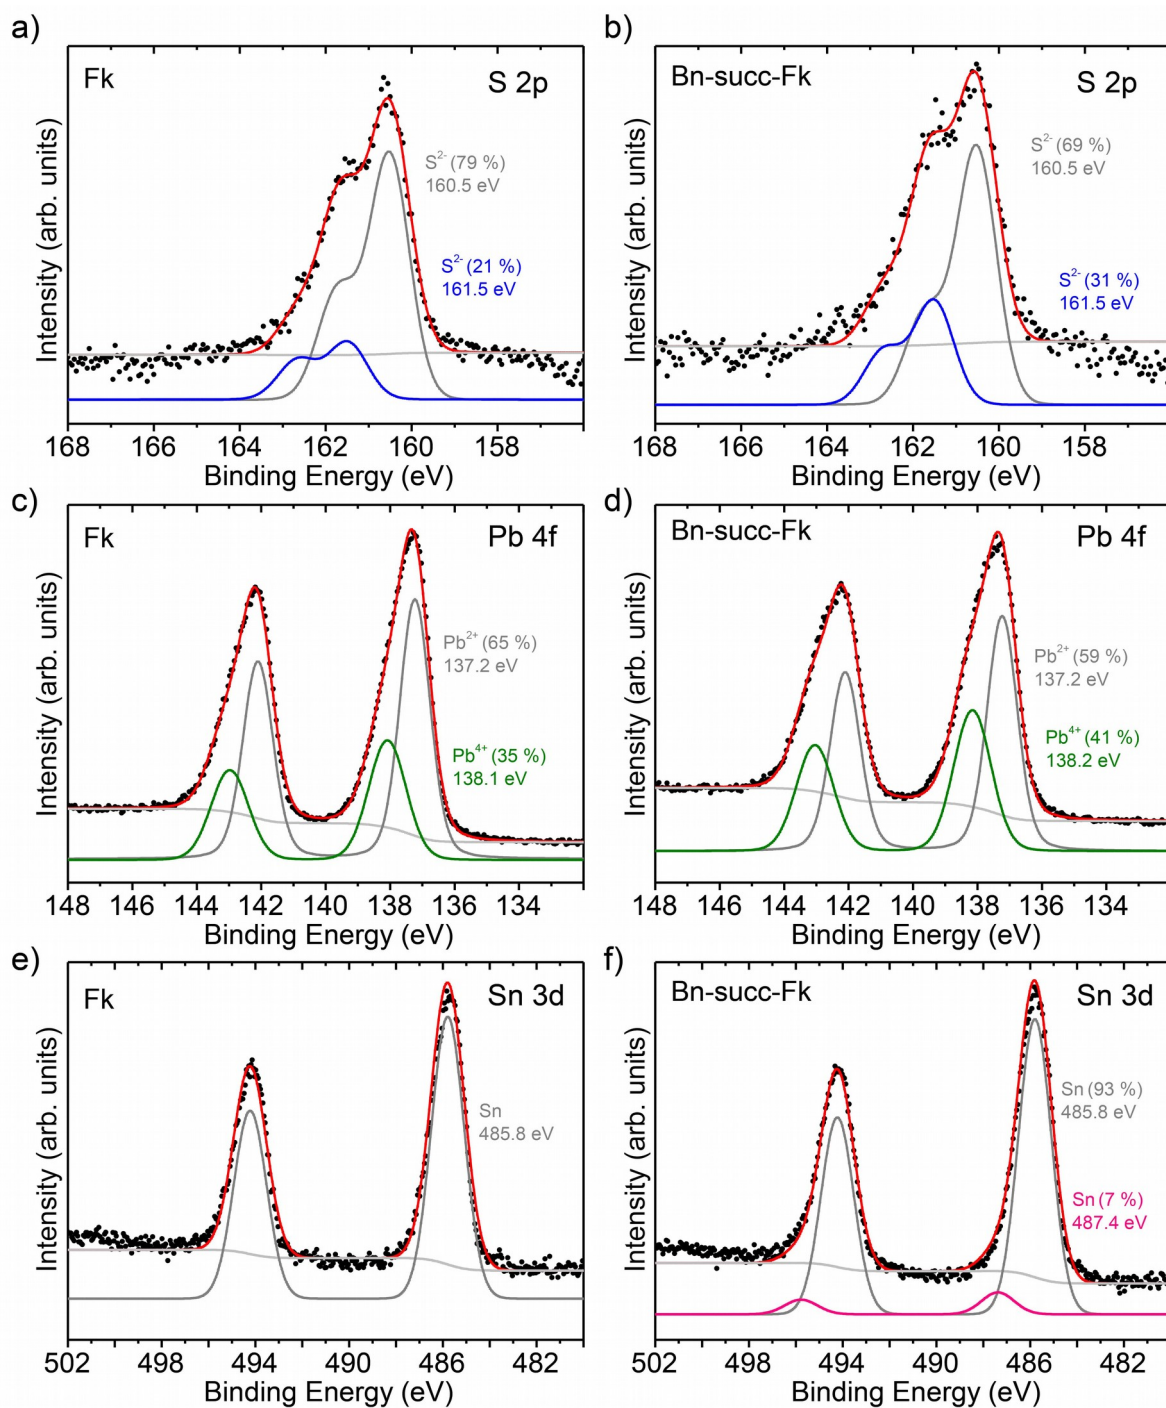 a)
Fk
S 2p
S²⁻ (79 %)
160.5 eV
S²⁻ (21 %)
161.5 eV
Intensity (arb. units)
168 166 164 162 160 158
Binding Energy (eV)
b)
Bn-succ-Fk
S 2p
S²⁻ (69 %)
160.5 eV
S²⁻ (31 %)
161.5 eV
Intensity (arb. units)
168 166 164 162 160 158
Binding Energy (eV)
c)
Fk
Pb 4f
Pb²⁺ (65 %)
137.2 eV
Pb⁴⁺ (35 %)
138.1 eV
Intensity (arb. units)
148 146 144 142 140 138 136 134
Binding Energy (eV)
d)
Bn-succ-Fk
Pb 4f
Pb²⁺ (59 %)
137.2 eV
Pb⁴⁺ (41 %)
138.2 eV
Intensity (arb. units)
148 146 144 142 140 138 136 134
Binding Energy (eV)
e)
Fk
Sn 3d
Sn
485.8 eV
Intensity (arb. units)
502 498 494 490 486 482
Binding Energy (eV)
f)
Bn-succ-Fk
Sn 3d
Sn (93 %)
485.8 eV
Sn (7 %)
487.4 eV
Intensity (arb. units)
502 498 494 490 486 482
Binding Energy (eV)